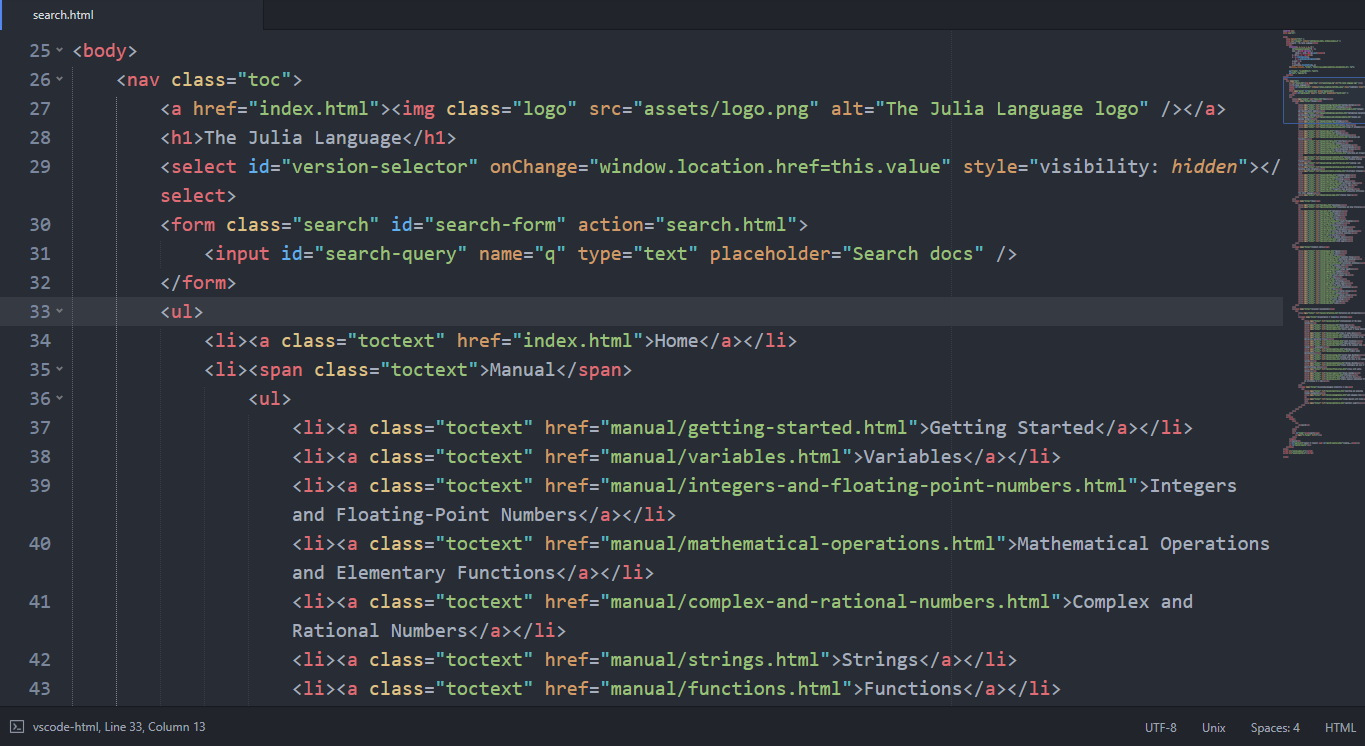 search.html
25 <body>
26 <nav class="toc">
27 <a href="index.html"><img class="logo" src="assets/logo.png" alt="The Julia Language logo" /></a>
28 <h1>The Julia Language</h1>
29 <select id="version-selector" onChange="window.location.href=this.value" style="visibility: hidden"></
select>
30 <form class="search" id="search-form" action="search.html">
31 <input id="search-query" name="q" type="text" placeholder="Search docs" />
32 </form>
33 <ul>
34 <li><a class="toctext" href="index.html">Home</a></li>
35 <li><span class="toctext">Manual</span>
36 <ul>
37 <li><a class="toctext" href="manual/getting-started.html">Getting Started</a></li>
38 <li><a class="toctext" href="manual/variables.html">Variables</a></li>
39 <li><a class="toctext" href="manual/integers-and-floating-point-numbers.html">Integers
and Floating-Point Numbers</a></li>
40 <li><a class="toctext" href="manual/mathematical-operations.html">Mathematical Operations
and Elementary Functions</a></li>
41 <li><a class="toctext" href="manual/complex-and-rational-numbers.html">Complex and
Rational Numbers</a></li>
42 <li><a class="toctext" href="manual/strings.html">Strings</a></li>
43 <li><a class="toctext" href="manual/functions.html">Functions</a></li>
vscode-html, Line 33, Column 13 UTF-8 Unix Spaces: 4 HTML